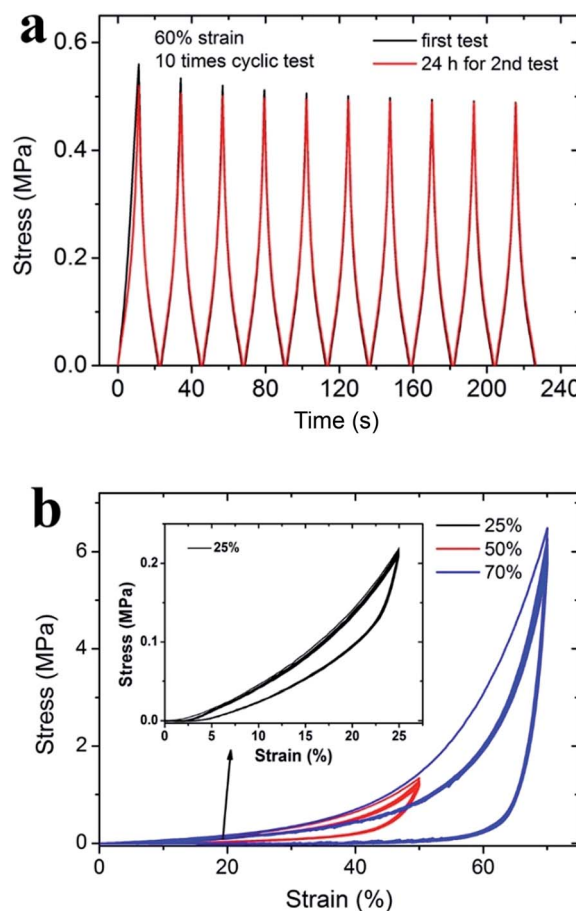 a
60% strain
10 times cyclic test
first test
24 h for 2nd test
0.6
0.4
0.2
0.0
Stress (MPa)
0 40 80 120 160 200 240
Time (s)
b
25%
50%
70%
25%
0.2
0.1
0.0
Stress (MPa)
0 5 10 15 20 25
Strain (%)
6
4
2
0
Stress (MPa)
0 20 40 60
Strain (%)